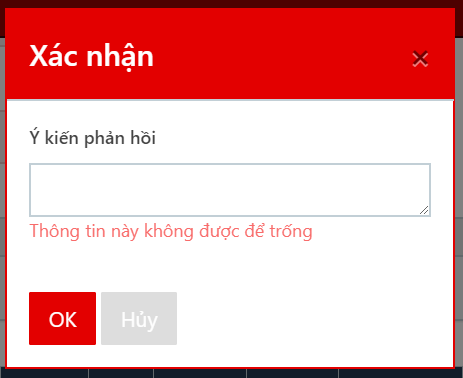 Xác nhận
×
Ý kiến phản hồi
Thông tin này không được để trống
OK Hủy